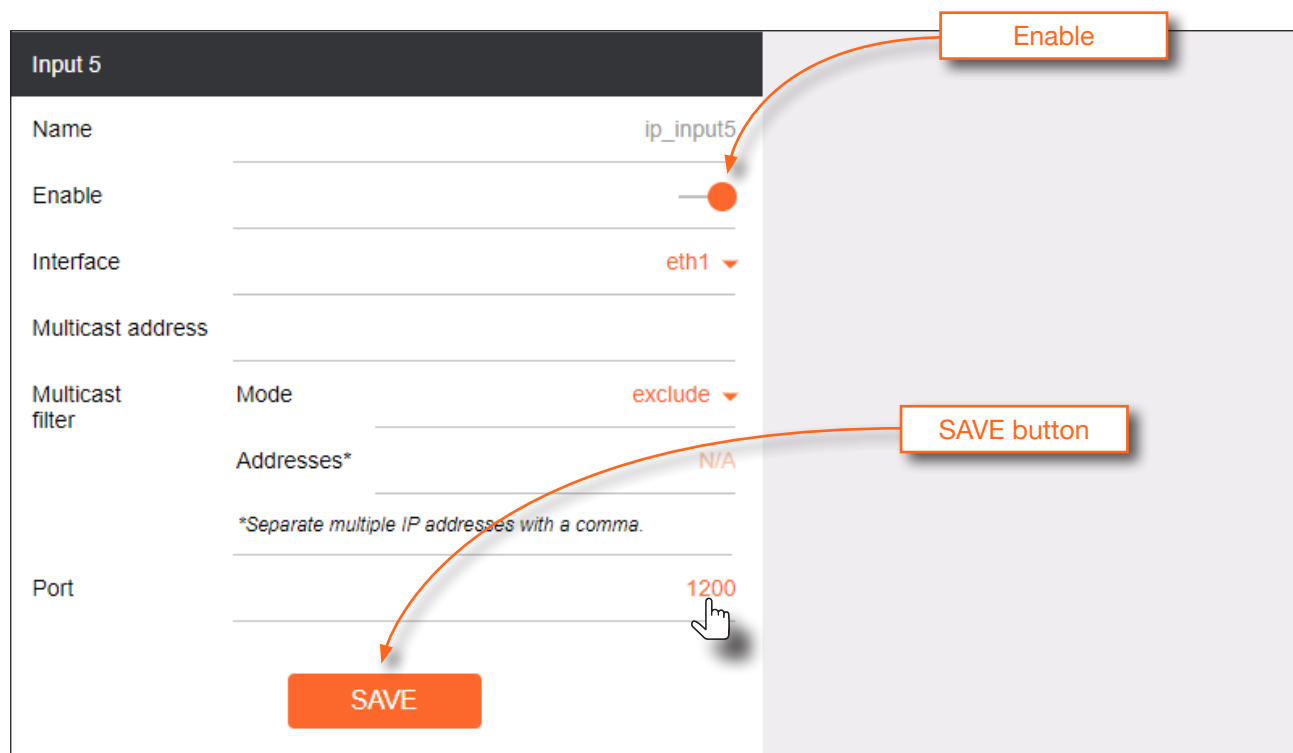 Enable
Input 5
Name ip_input5
Enable
Interface eth1
Multicast address
Multicast filter Mode exclude
SAVE button
Addresses* N/A
*Separate multiple IP addresses with a comma.
Port 1200
SAVE